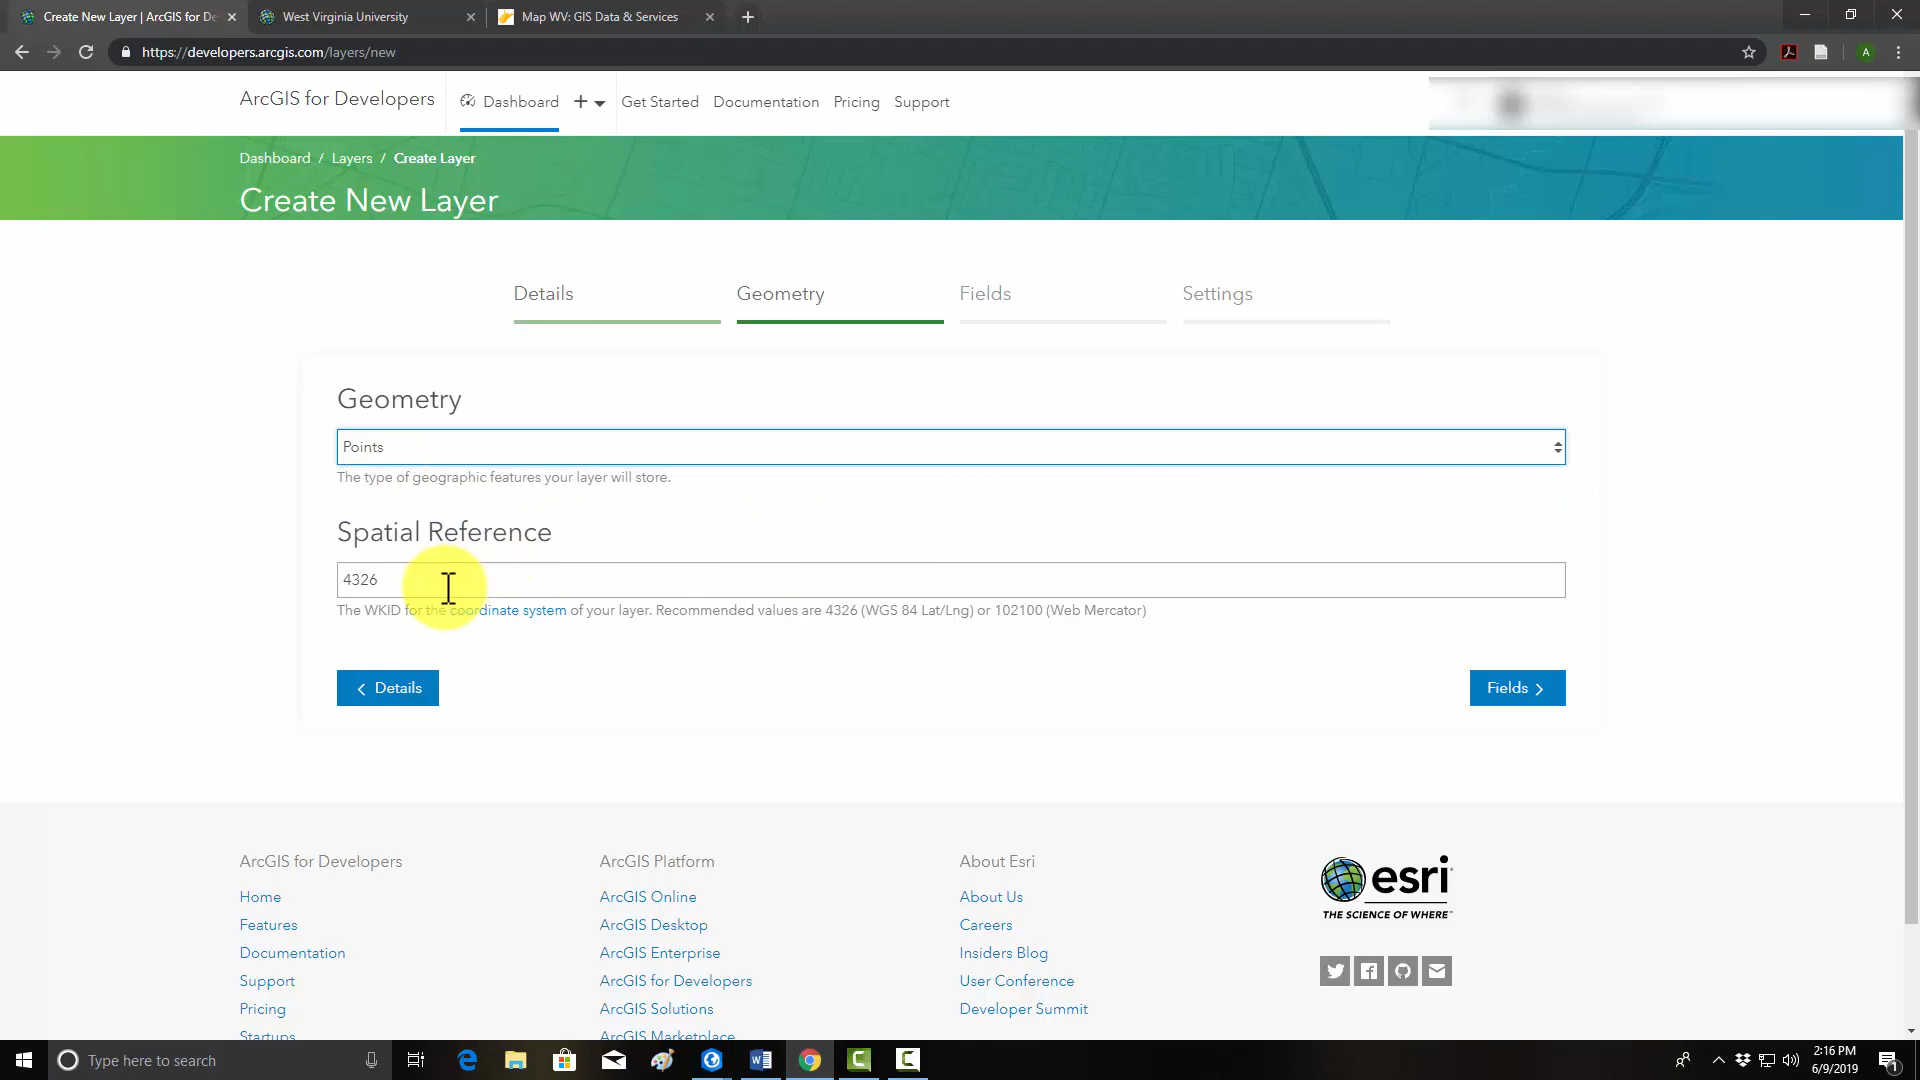 Create New Layer | ArcGIS for De
West Virginia University
Map WV: GIS Data & Services
https://developers.arcgis.com/layers/new
A
ArcGIS for Developers
Dashboard
Get Started
Documentation
Pricing
Support
Dashboard / Layers / Create Layer
Create New Layer
Details
Geometry
Fields
Settings
Geometry
Points
The type of geographic features your layer will store.
Spatial Reference
4326
The WKID for the coordinate system of your layer. Recommended values are 4326 (WGS 84 Lat/Lng) or 102100 (Web Mercator)
Details
Fields
ArcGIS for Developers
Home
Features
Documentation
Support
Pricing
Startups
ArcGIS Platform
ArcGIS Online
ArcGIS Desktop
ArcGIS Enterprise
ArcGIS for Developers
ArcGIS Solutions
ArcGIS Marketplace
About Esri
About Us
Careers
Insiders Blog
User Conference
Developer Summit
esri
THE SCIENCE OF WHERE™
Type here to search
2:16 PM
6/9/2019
1